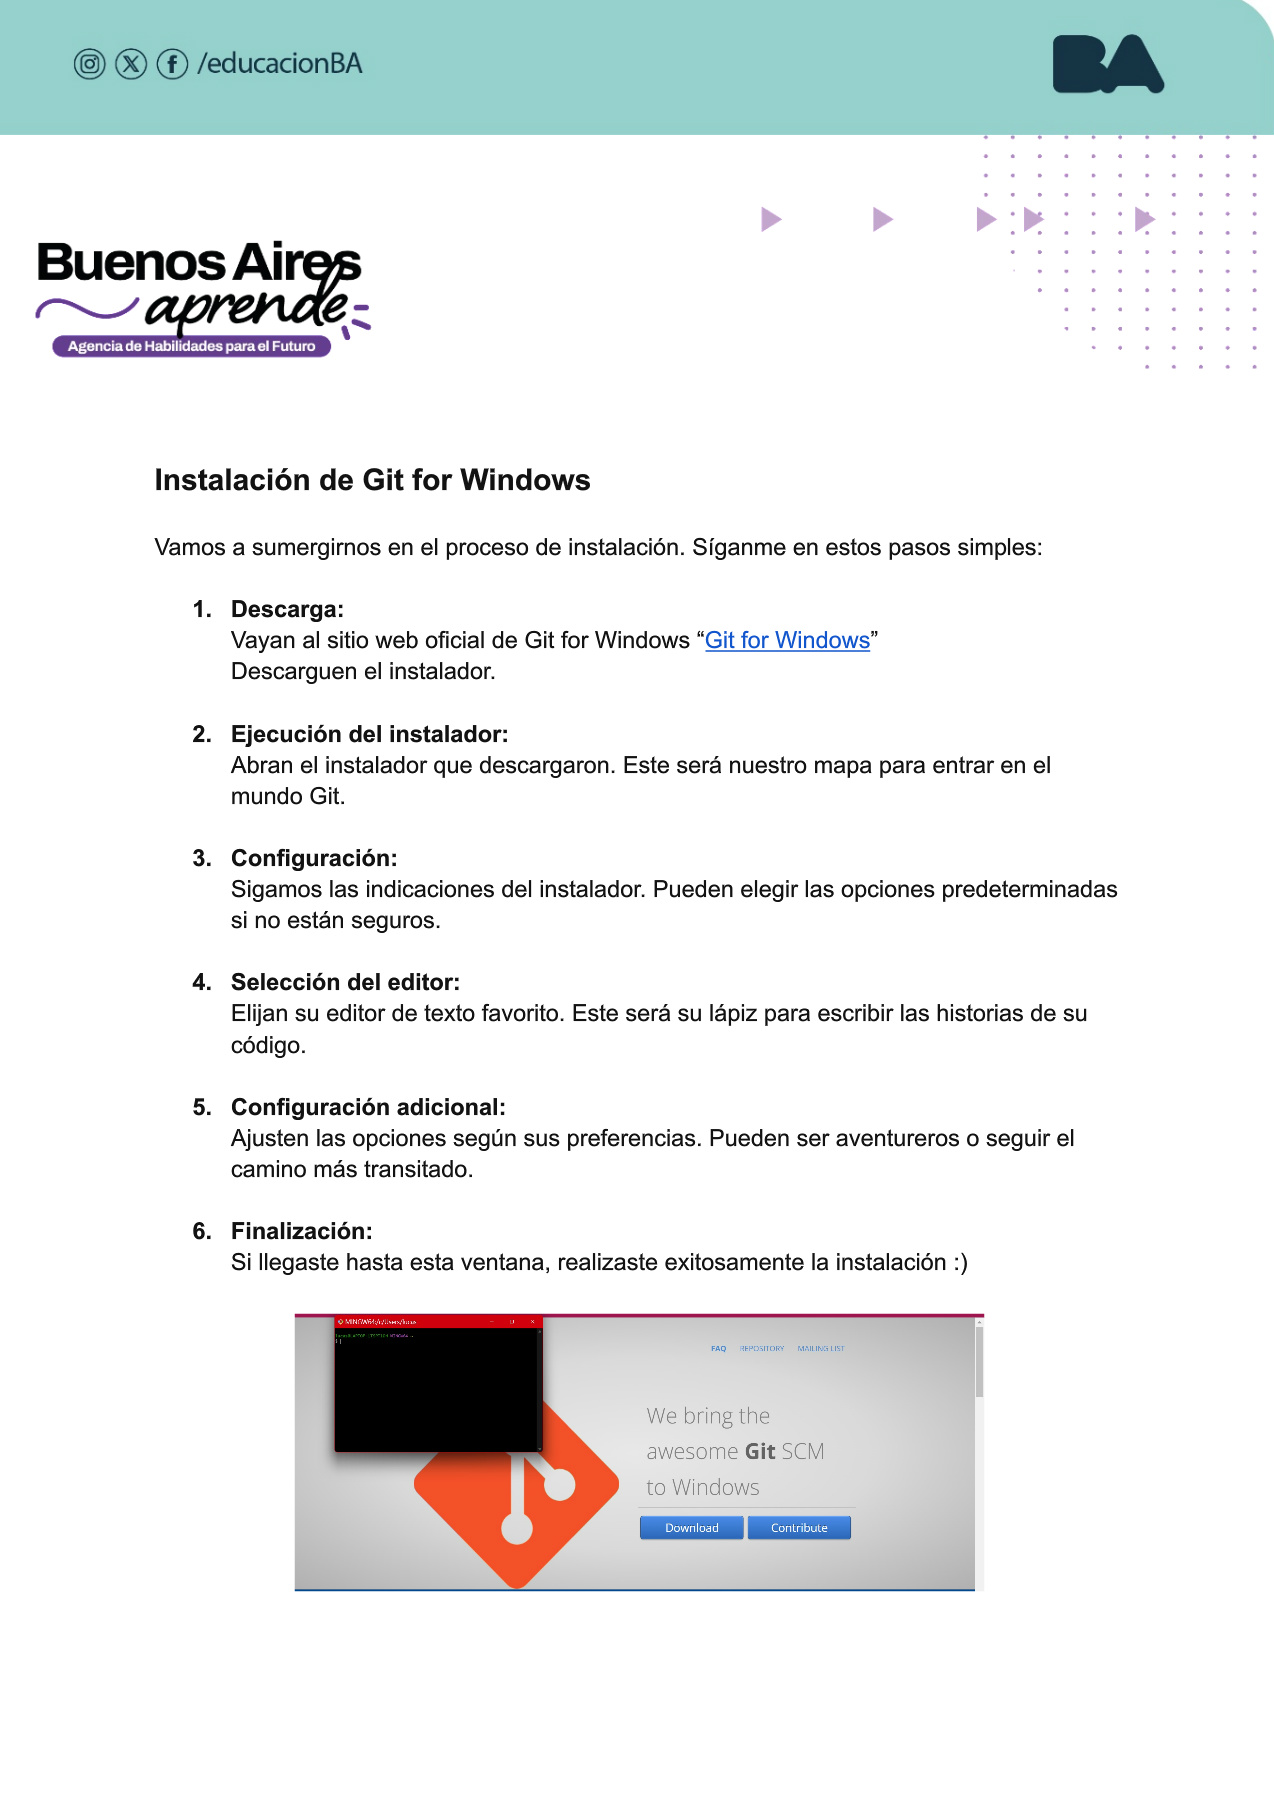 /educacionBA
BA
Buenos Aires
aprende
Agencia de Habilidades para el Futuro
Instalación de Git for Windows
Vamos a sumergirnos en el proceso de instalación. Síganme en estos pasos simples:
1. Descarga:
Vayan al sitio web oficial de Git for Windows “Git for Windows”
Descarguen el instalador.
2. Ejecución del instalador:
Abran el instalador que descargaron. Este será nuestro mapa para entrar en el
mundo Git.
3. Configuración:
Sigamos las indicaciones del instalador. Pueden elegir las opciones predeterminadas
si no están seguros.
4. Selección del editor:
Elijan su editor de texto favorito. Este será su lápiz para escribir las historias de su
código.
5. Configuración adicional:
Ajusten las opciones según sus preferencias. Pueden ser aventureros o seguir el
camino más transitado.
6. Finalización:
Si llegaste hasta esta ventana, realizaste exitosamente la instalación :)
MINGW64:/c/Users/lucas
FAQ REPOSITORY MAILING LIST
We bring the
awesome Git SCM
to Windows
Download Contribute